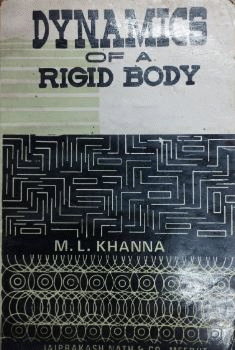 DYNAMICS
OF A
RIGID BODY
M. L. KHANNA
JAIPRAKASH NATH & CO. MEERUT